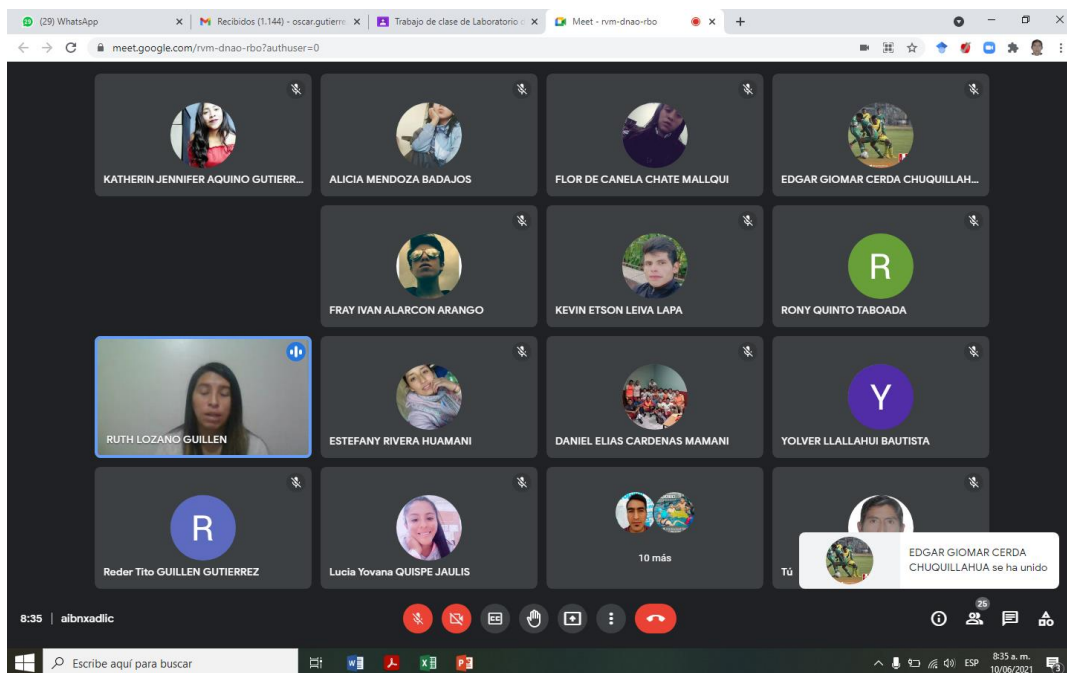 (29) WhatsApp
Recibidos (1.144) - oscar.gutierre
Trabajo de clase de Laboratorio
Meet - rvm-dnao-rbo
meet.google.com/rvm-dnao-rbo?authuser=0
KATHERIN JENNIFER AQUINO GUTIERR...
ALICIA MENDOZA BADAJOS
FLOR DE CANELA CHATE MALLQUI
EDGAR GIOMAR CERDA CHUQUILLAH...
FRAY IVAN ALARCON ARANGO
KEVIN ETSON LEIVA LAPA
R
RONY QUINTO TABOADA
RUTH LOZANO GUILLEN
ESTEFANY RIVERA HUAMANI
DANIEL ELIAS CARDENAS MAMANI
Y
YOLVER LLALLAHUI BAUTISTA
R
Reder Tito GUILLEN GUTIERREZ
Lucia Yovana QUISPE JAULIS
10 más
Tú
EDGAR GIOMAR CERDA
CHUQUILLAHUA se ha unido
8:35 | aibnxadlic
CC
25
Escribe aquí para buscar
ESP
8:35 a. m.
10/06/2021